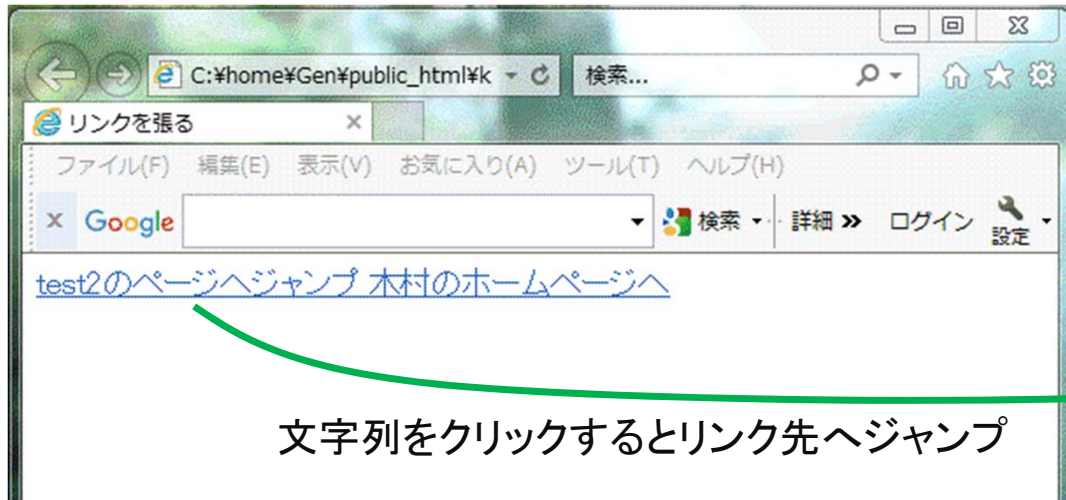 C:¥home¥Gen¥public_html¥k 検索...
リンクを張る
ファイル(F) 編集(E) 表示(V) お気に入り(A) ツール(T) ヘルプ(H)
x Google 検索 詳細 » ログイン 設定
test2のページへジャンプ 木村のホームページへ
文字列をクリックするとリンク先へジャンプ